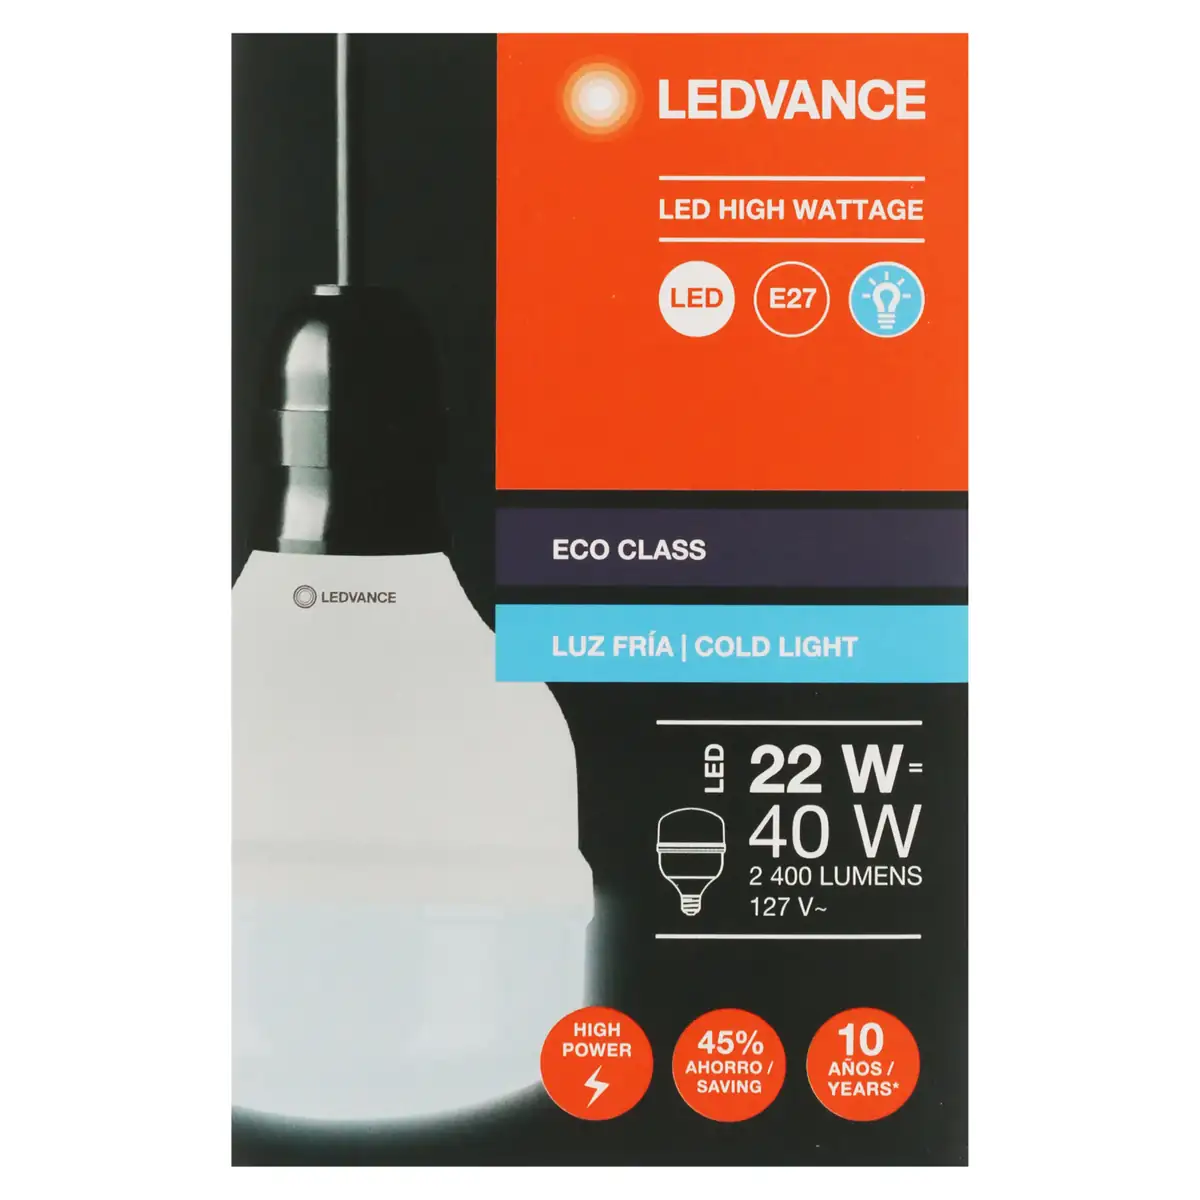 LEDVANCE
LED HIGH WATTAGE
LED E27
ECO CLASS
LEDVANCE
LUZ FRÍA | COLD LIGHT
LED
22 W=
40 W
2 400 LUMENS
127 V~
HIGH
POWER
45%
AHORRO /
SAVING
10
AÑOS /
YEARS*